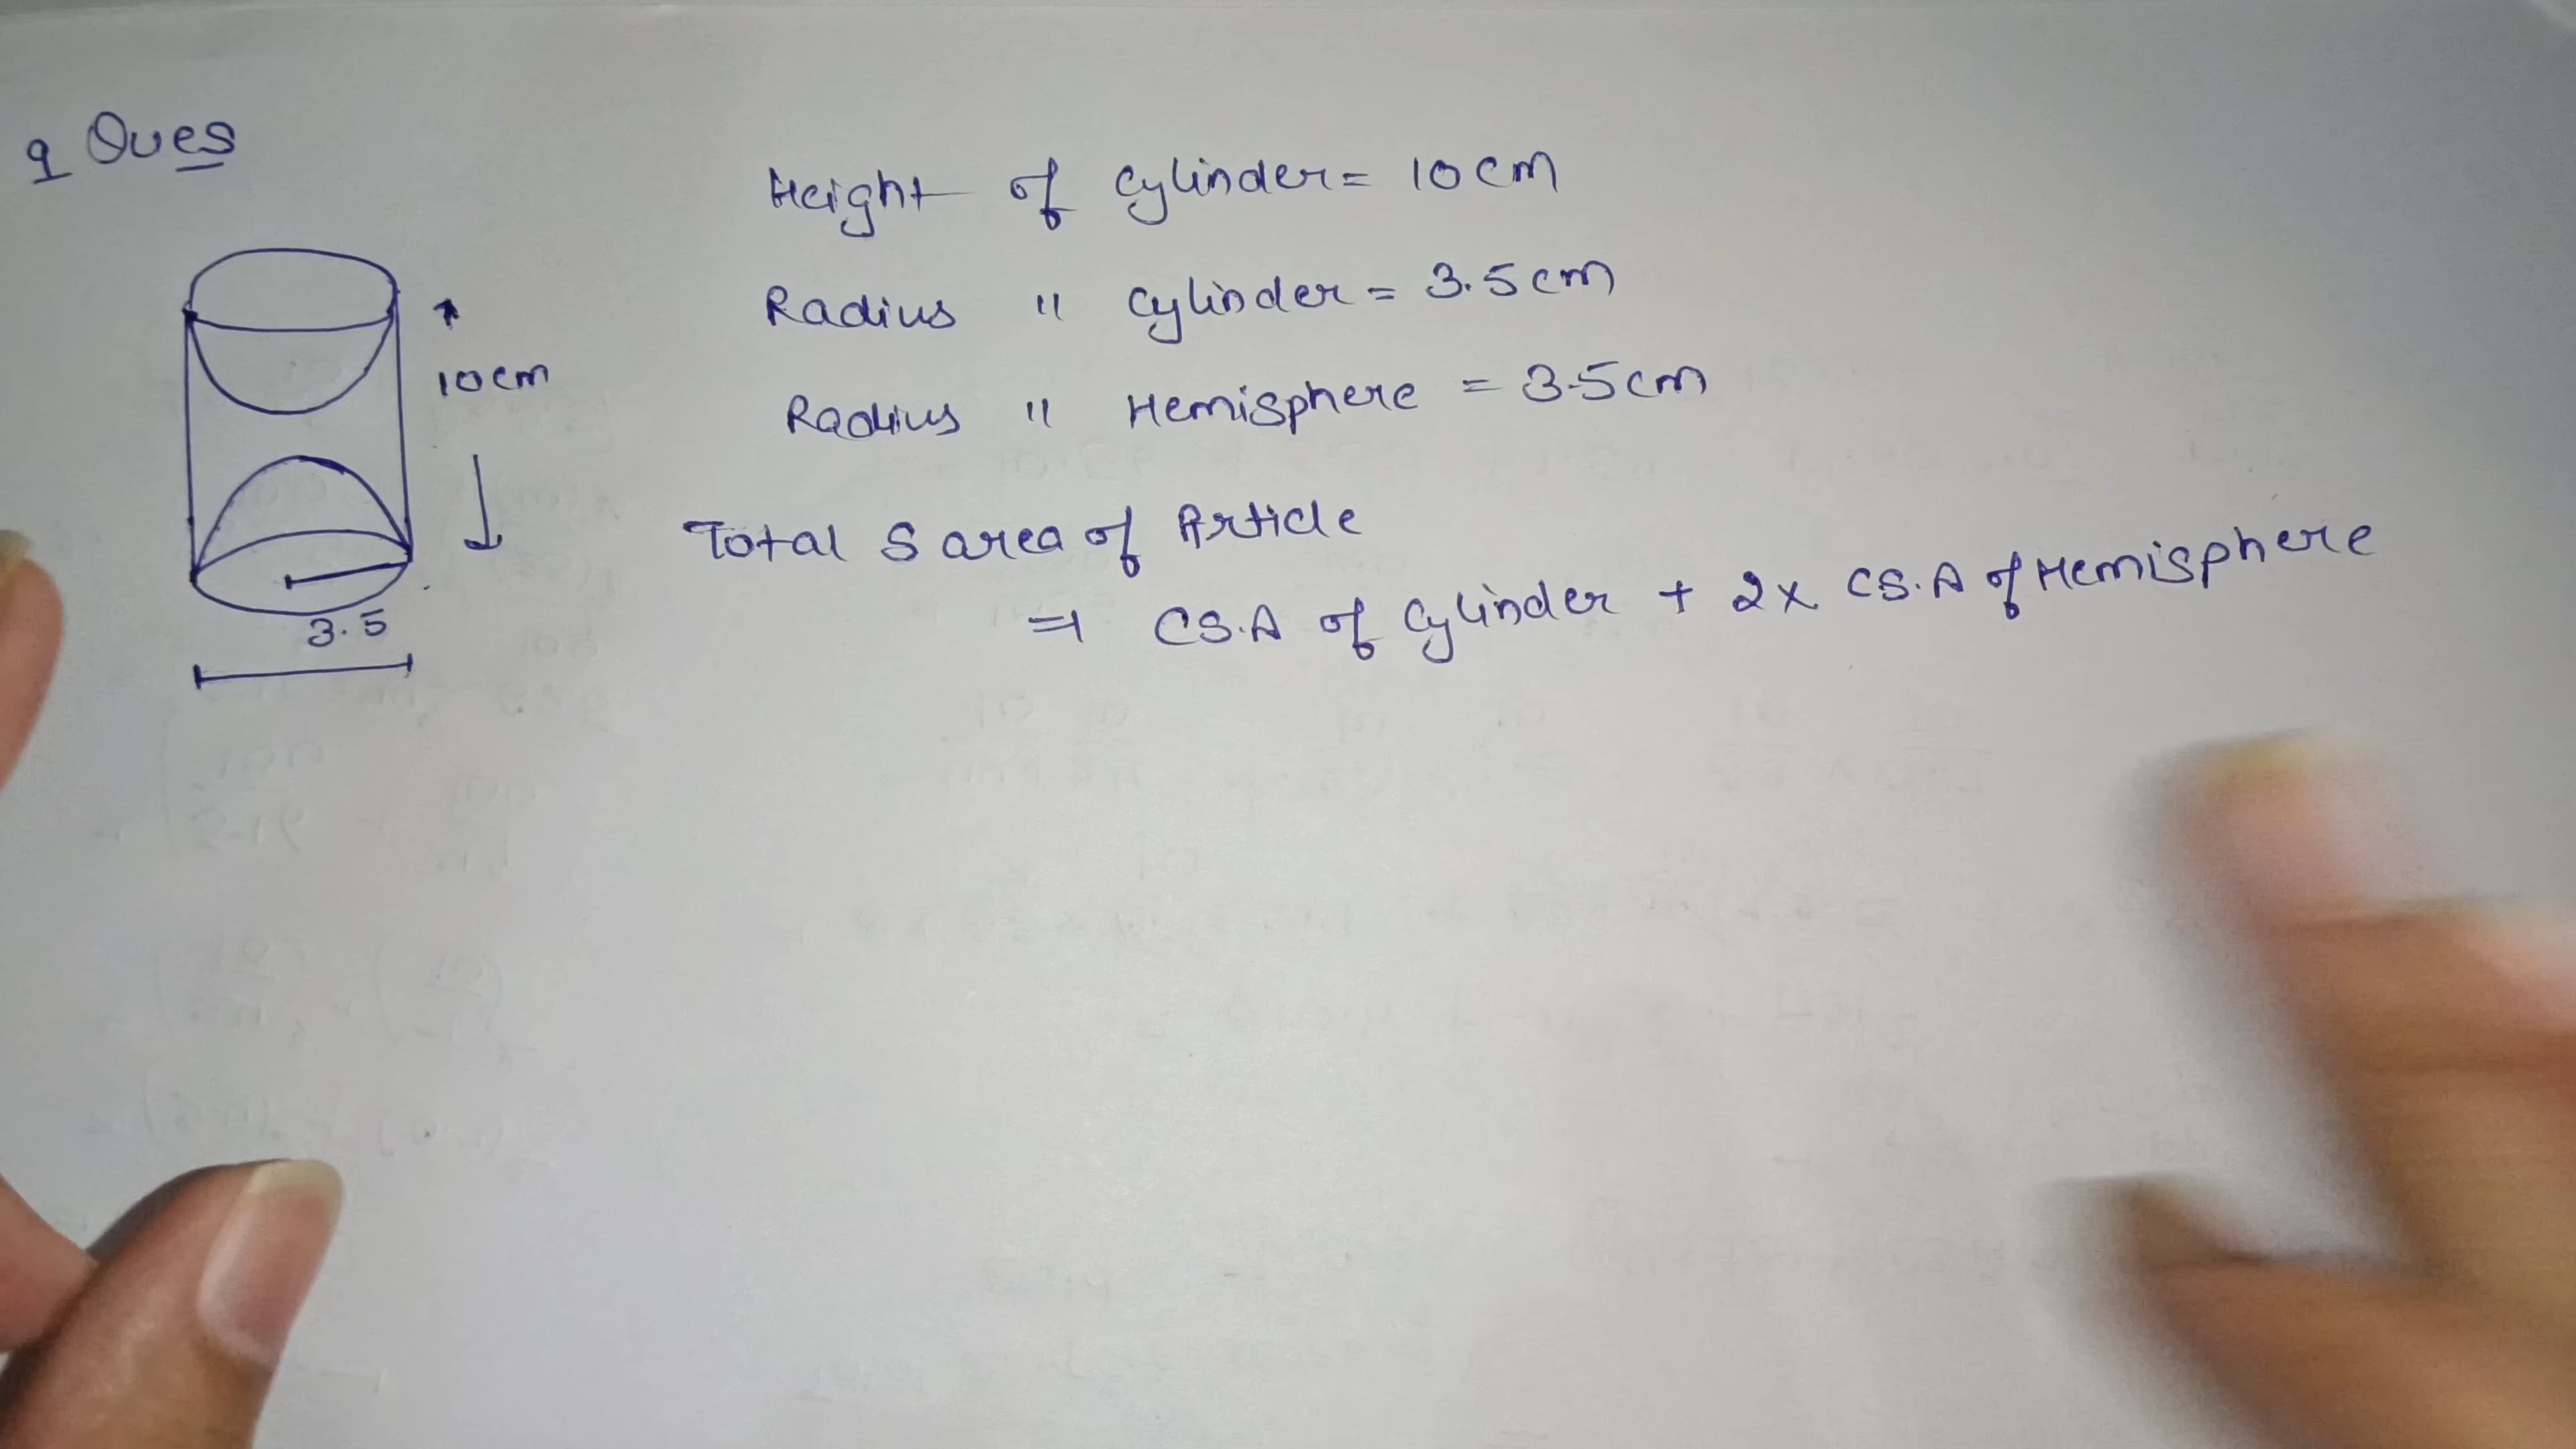 9 Ques
Height of cylinder = 10 cm
Radius " cylinder = 3.5 cm
10 cm
Radius " Hemisphere = 3.5 cm
Total S area of Article
⇒ CS.A of cylinder + 2x CS.A of Hemisphere
3.5